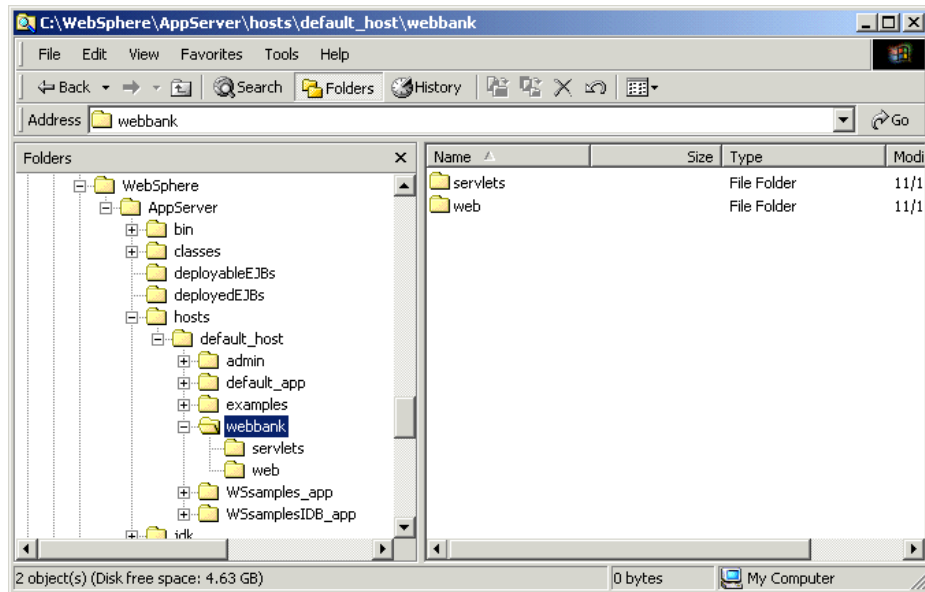 C:\WebSphere\AppServer\hosts\default_host\webbank
File Edit View Favorites Tools Help
Back Search Folders History
Address webbank Go
Folders
Name Size Type Modi
WebSphere
AppServer
bin
classes
deployableEJBs
deployedEJBs
hosts
default_host
admin
default_app
examples
webbank
servlets
web
WSsamples_app
WSsamplesIDB_app
jdk
servlets File Folder 11/1
web File Folder 11/1
2 object(s) (Disk free space: 4.63 GB) 0 bytes My Computer